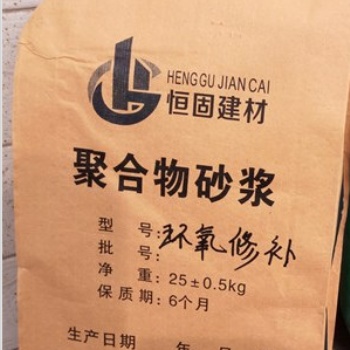 HENGGU JIAN CAI
恒固建材
聚合物砂浆
型 号:环氧修补
批 号:
净 重:25±0.5kg
保质期:6个月
生产日期 年